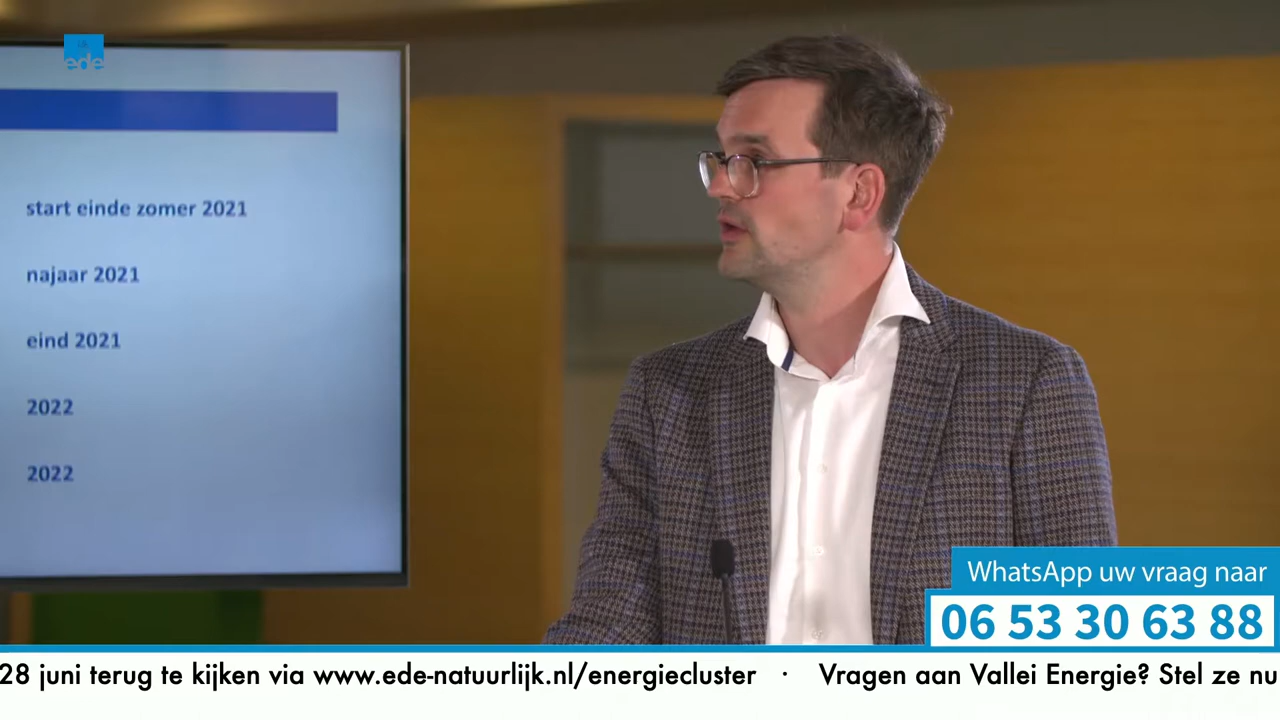 ede
start einde zomer 2021
najaar 2021
eind 2021
2022
2022
WhatsApp uw vraag naar
06 53 30 63 88
28 juni terug te kijken via www.ede-natuurlijk.nl/energiecluster · Vragen aan Vallei Energie? Stel ze nu